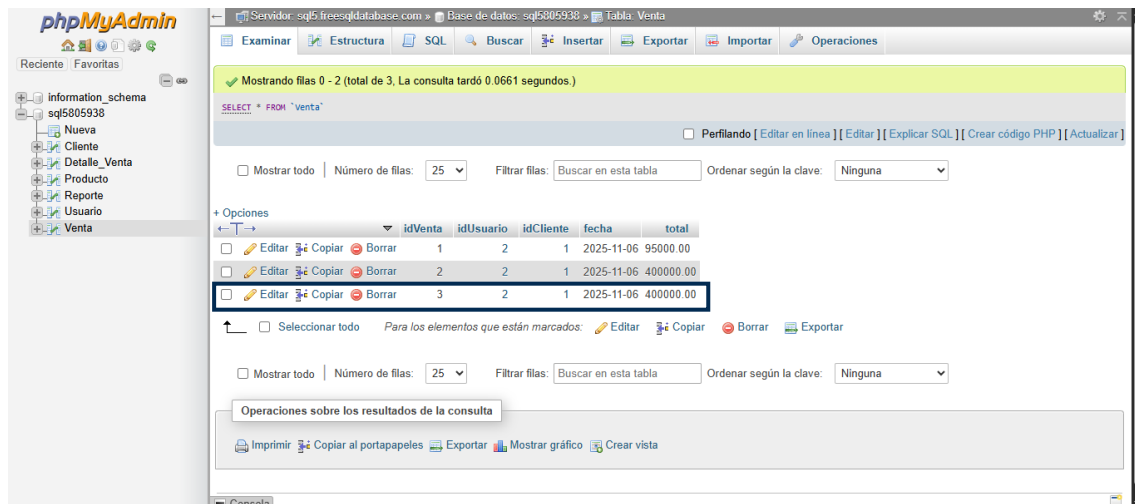 phpMyAdmin
Reciente Favoritas
information_schema
sql5805938
Nueva
Cliente
Detalle_Venta
Producto
Reporte
Usuario
Venta
Servidor: sql5.freesqldatabase.com » Base de datos: sql5805938 » Tabla: Venta
Examinar Estructura SQL Buscar Insertar Exportar Importar Operaciones
Mostrando filas 0 - 2 (total de 3, La consulta tardó 0.0661 segundos.)
SELECT * FROM `Venta`
Perfilando [ Editar en línea ] [ Editar ] [ Explicar SQL ] [ Crear código PHP ] [ Actualizar ]
Mostrar todo | Número de filas: 25 Filtrar filas: Buscar en esta tabla Ordenar según la clave: Ninguna
+ Opciones
←T→ idVenta idUsuario idCliente fecha total
Editar Copiar Borrar 1 2 1 2025-11-06 95000.00
Editar Copiar Borrar 2 2 1 2025-11-06 400000.00
Editar Copiar Borrar 3 2 1 2025-11-06 400000.00
Seleccionar todo Para los elementos que están marcados: Editar Copiar Borrar Exportar
Mostrar todo | Número de filas: 25 Filtrar filas: Buscar en esta tabla Ordenar según la clave: Ninguna
Operaciones sobre los resultados de la consulta
Imprimir Copiar al portapapeles Exportar Mostrar gráfico Crear vista
Consola